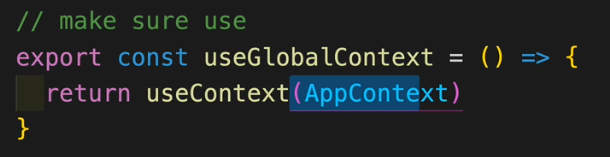 // make sure use
export const useGlobalContext = () => {
return useContext(AppContext)
}